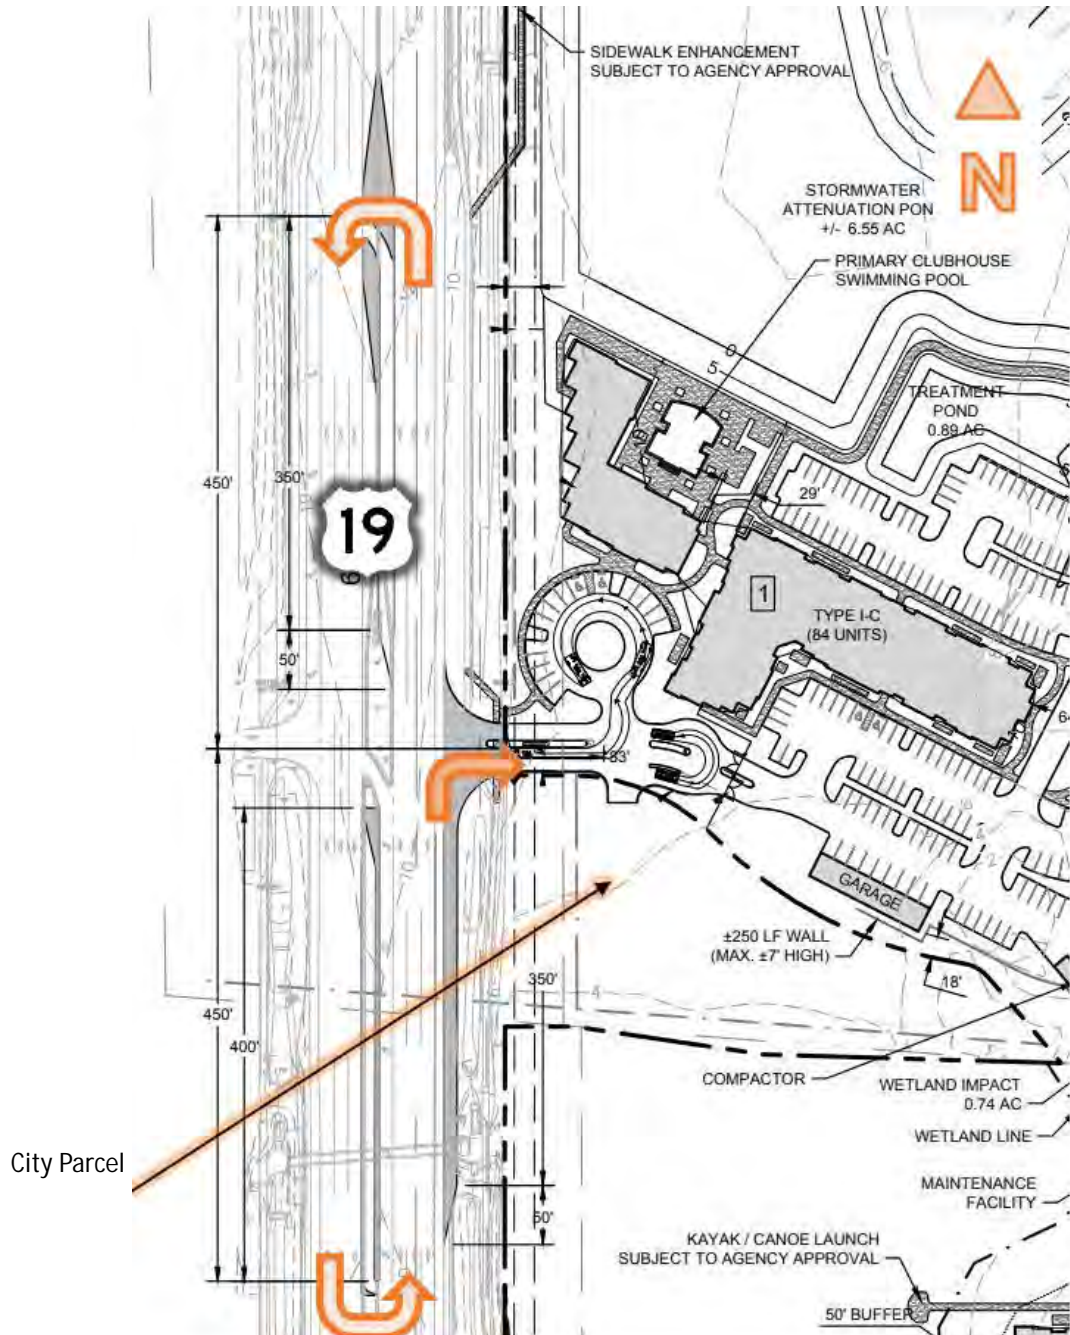 SIDEWALK ENHANCEMENT
SUBJECT TO AGENCY APPROVAL
N
STORMWATER
ATTENUATION PON
+/- 6.55 AC
PRIMARY CLUBHOUSE
SWIMMING POOL
TREATMENT
POND
0.89 AC
29'
450'
350'
19
1
TYPE I-C
(84 UNITS)
50'
33'
GARAGE
±250 LF WALL
(MAX. ±7' HIGH)
18'
350'
450'
400'
COMPACTOR
WETLAND IMPACT
0.74 AC
WETLAND LINE
City Parcel
MAINTENANCE
FACILITY
50'
KAYAK / CANOE LAUNCH
SUBJECT TO AGENCY APPROVAL
50' BUFFER